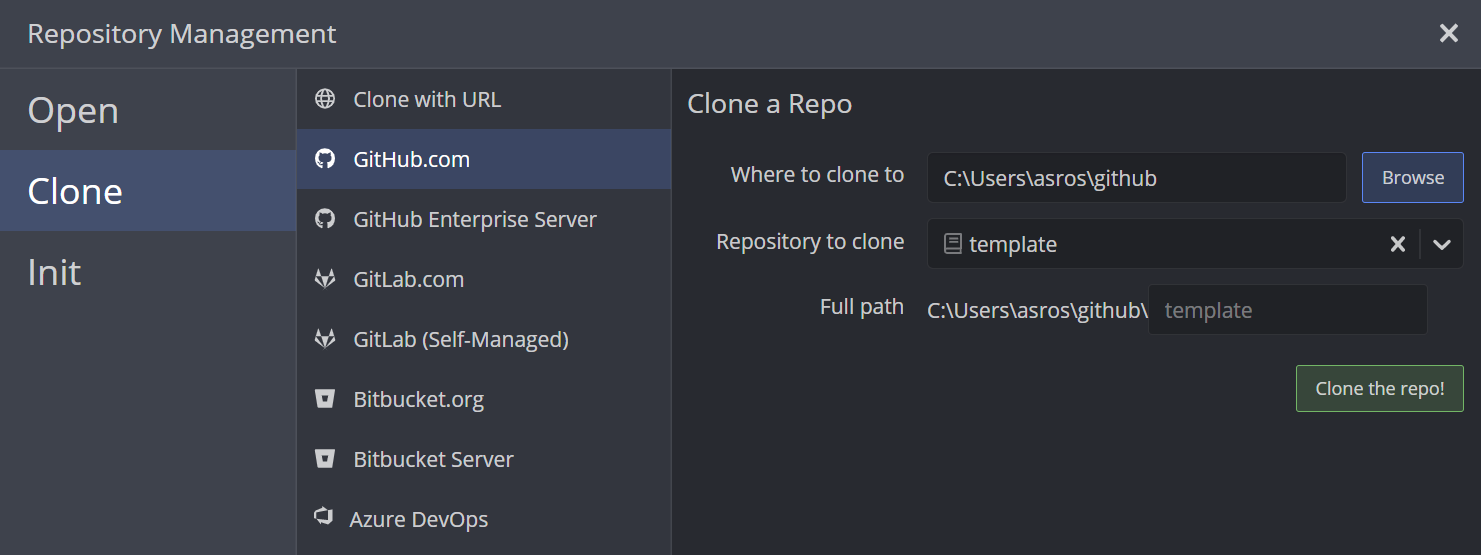 Repository Management
Open
Clone
Init
Clone with URL
GitHub.com
GitHub Enterprise Server
GitLab.com
GitLab (Self-Managed)
Bitbucket.org
Bitbucket Server
Azure DevOps
Clone a Repo
Where to clone to C:\Users\asros\github Browse
Repository to clone template
Full path C:\Users\asros\github\ template
Clone the repo!